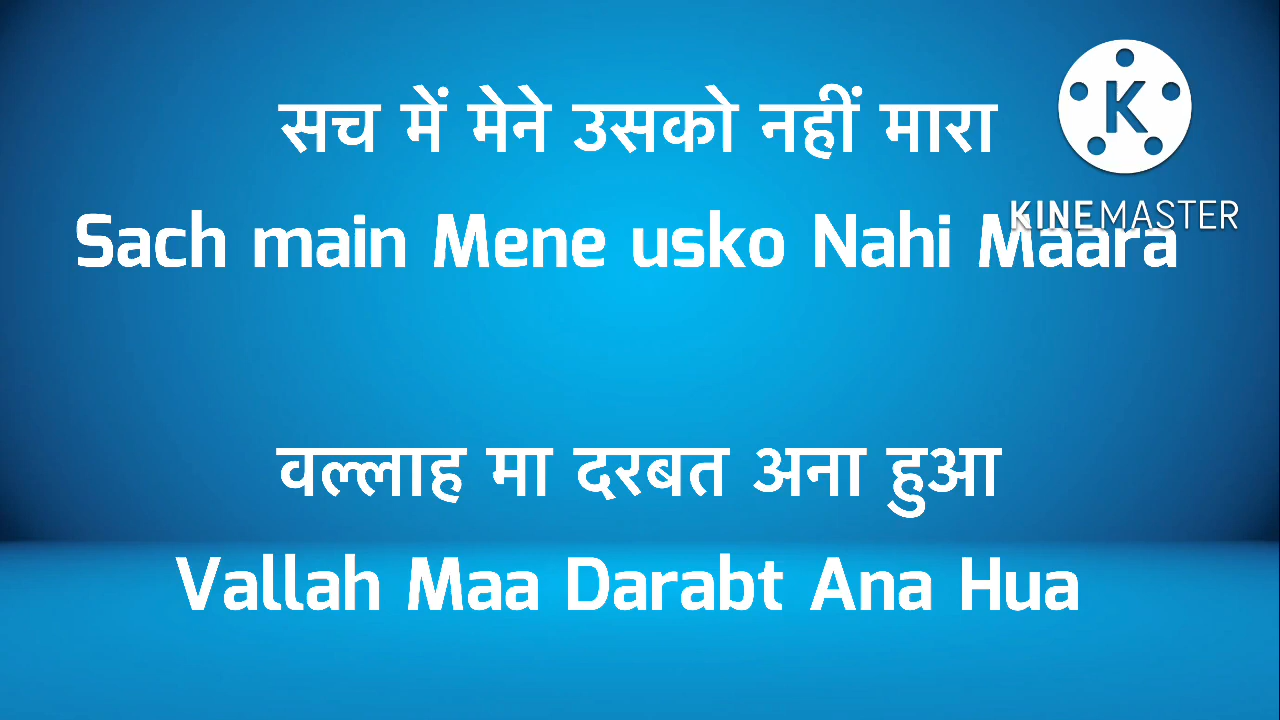 सच में मेने उसको नहीं मारा
K
KINEMASTER
Sach main Mene usko Nahi Maara
वल्लाह मा दरबत अना हुआ
Vallah Maa Darabt Ana Hua